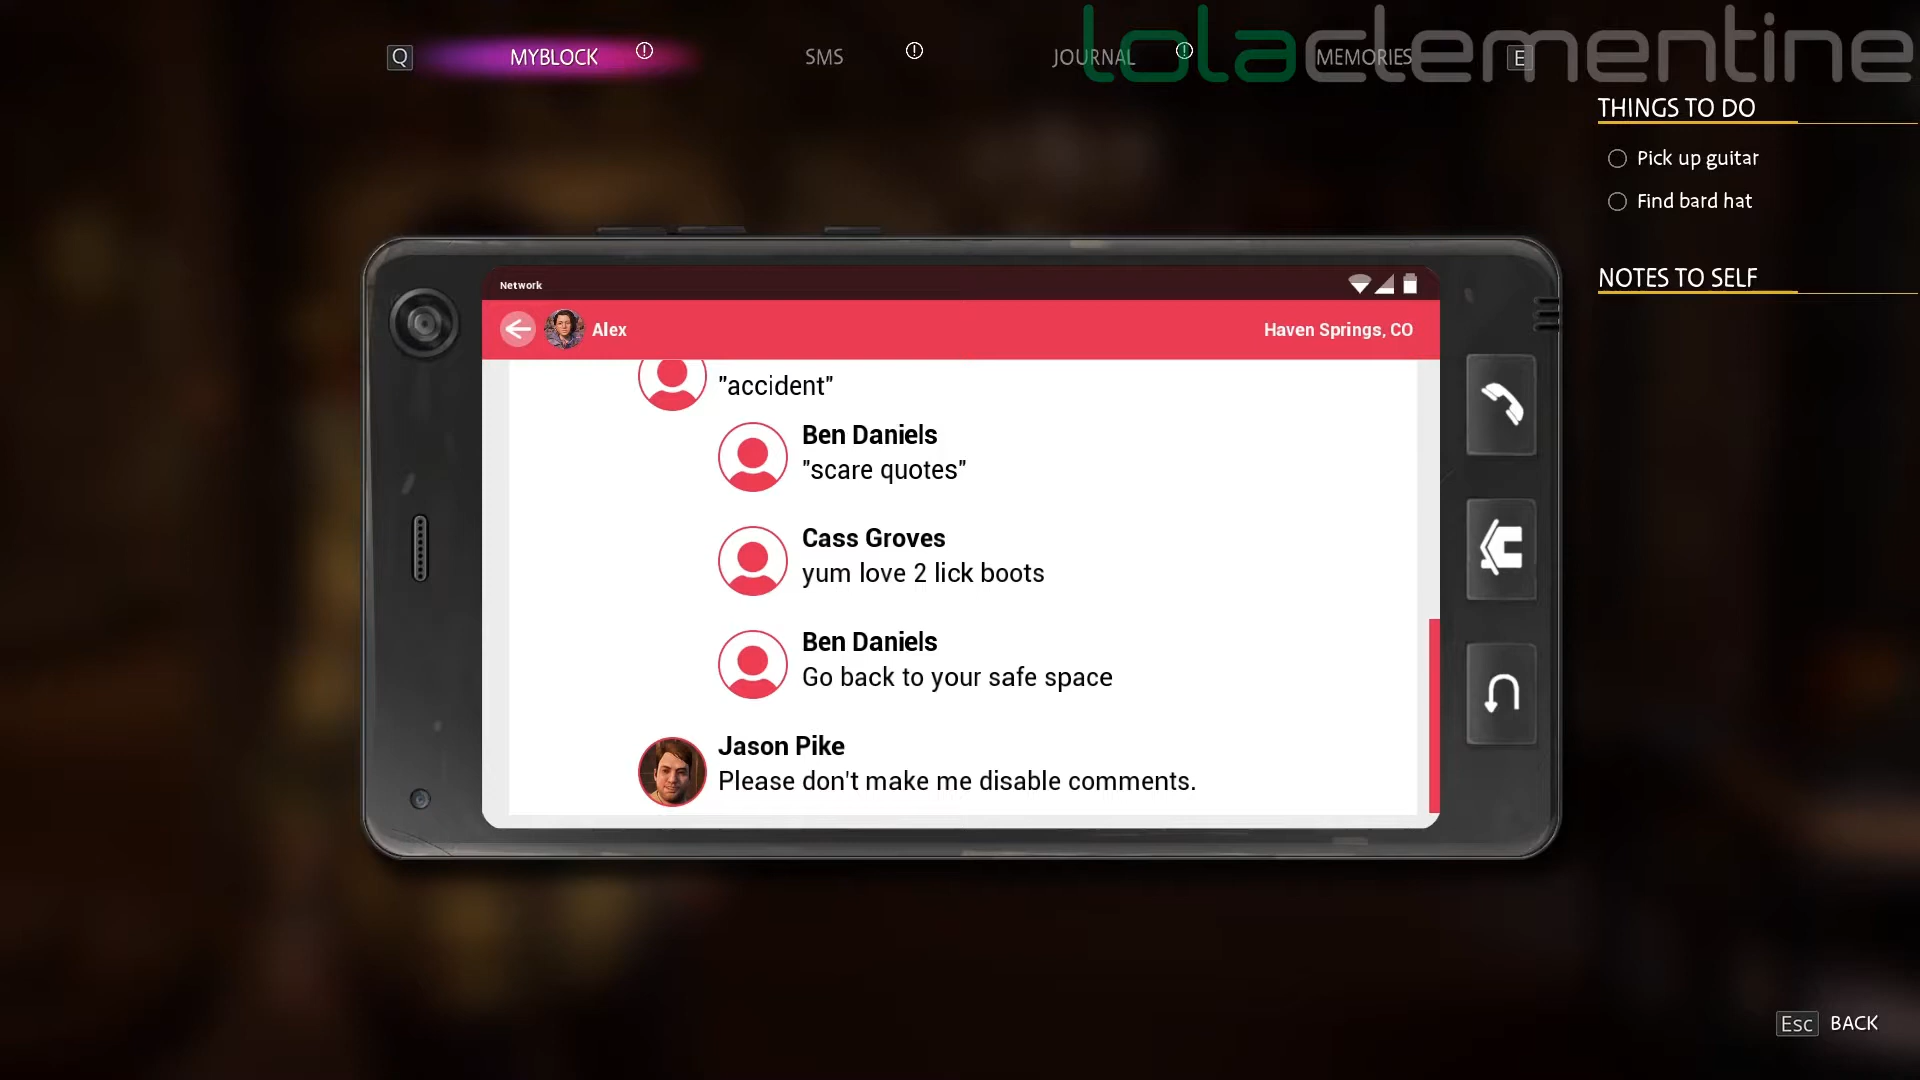 lolaclementine
Q
MYBLOCK
SMS
JOURNAL
MEMORIES
E
THINGS TO DO
Pick up guitar
Find bard hat
NOTES TO SELF
Network
Alex
Haven Springs, CO
"accident"
Ben Daniels
"scare quotes"
Cass Groves
yum love 2 lick boots
Ben Daniels
Go back to your safe space
Jason Pike
Please don't make me disable comments.
Esc BACK